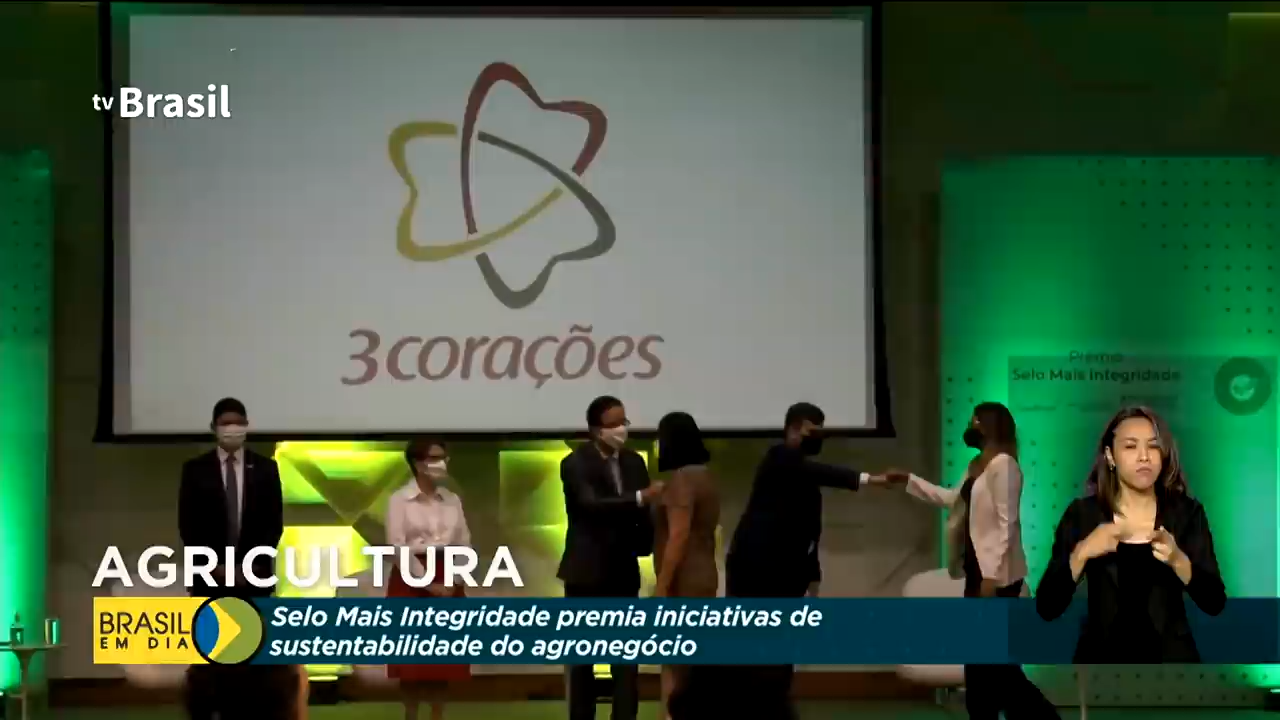 tv Brasil
3corações
Prêmio
Selo Mais Integridade
AGRICULTURA
BRASIL
EM DIA
Selo Mais Integridade premia iniciativas de
sustentabilidade do agronegócio